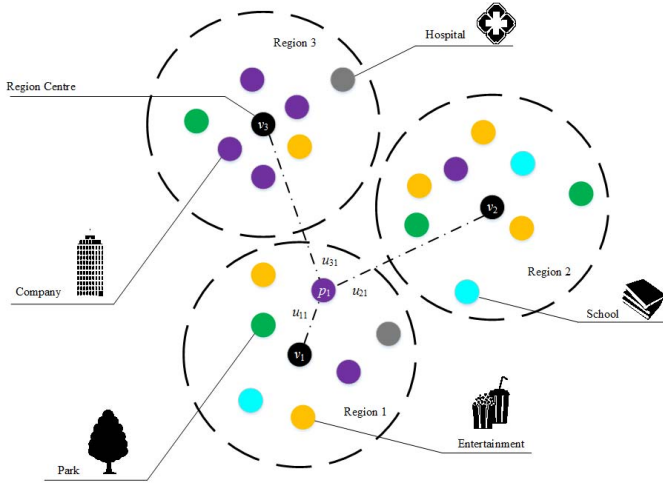 Hospital
Region 3
Region Centre
v3
v2
u31
Region 2
Company
p1
u21
u11
School
v1
Region 1
Entertainment
Park